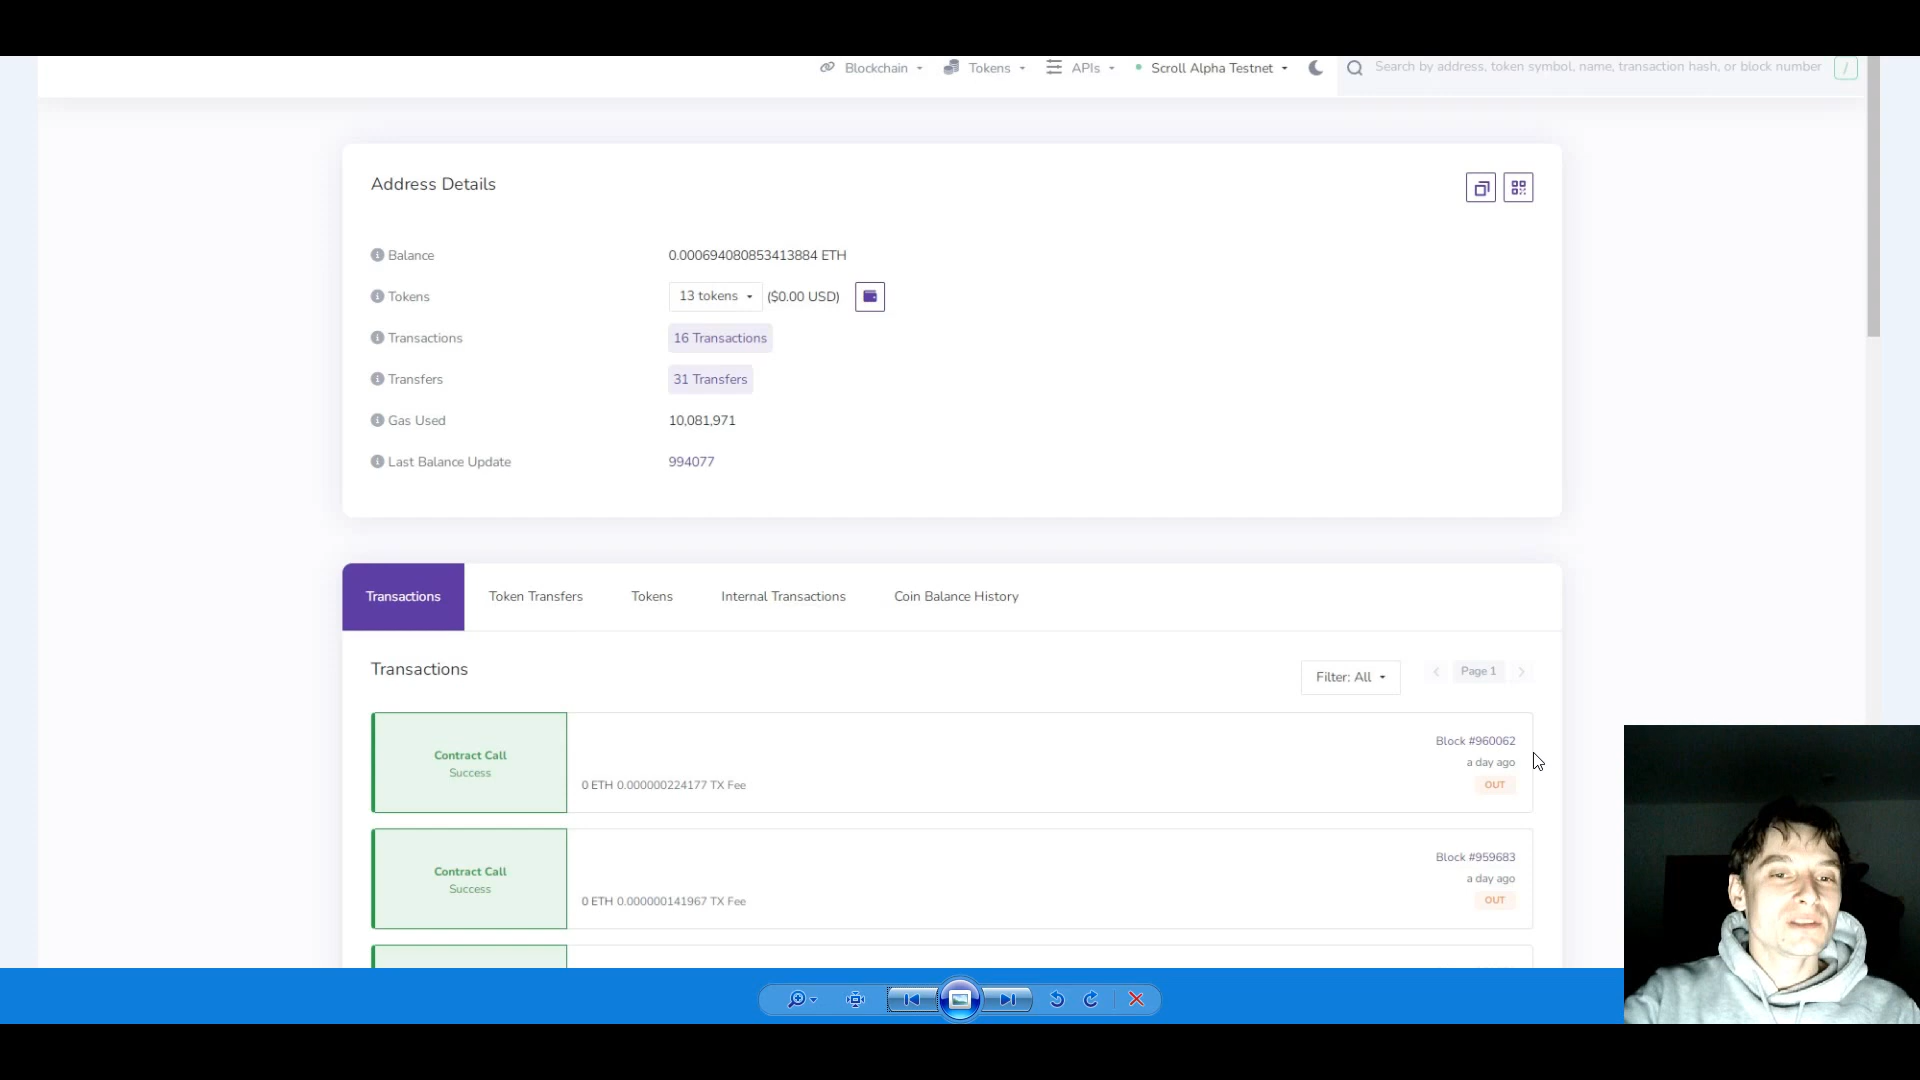 Blockchain Tokens APIs Scroll Alpha Testnet Search by address, token symbol, name, transaction hash, or block number /
Address Details
Balance 0.000694080853413884 ETH
Tokens 13 tokens ($0.00 USD)
Transactions 16 Transactions
Transfers 31 Transfers
Gas Used 10,081,971
Last Balance Update 994077
Transactions Token Transfers Tokens Internal Transactions Coin Balance History
Transactions
Filter: All Page 1
Contract Call
Success
0 ETH 0.000000224177 TX Fee
Block #960062
a day ago
OUT
Contract Call
Success
0 ETH 0.000000141967 TX Fee
Block #959683
a day ago
OUT